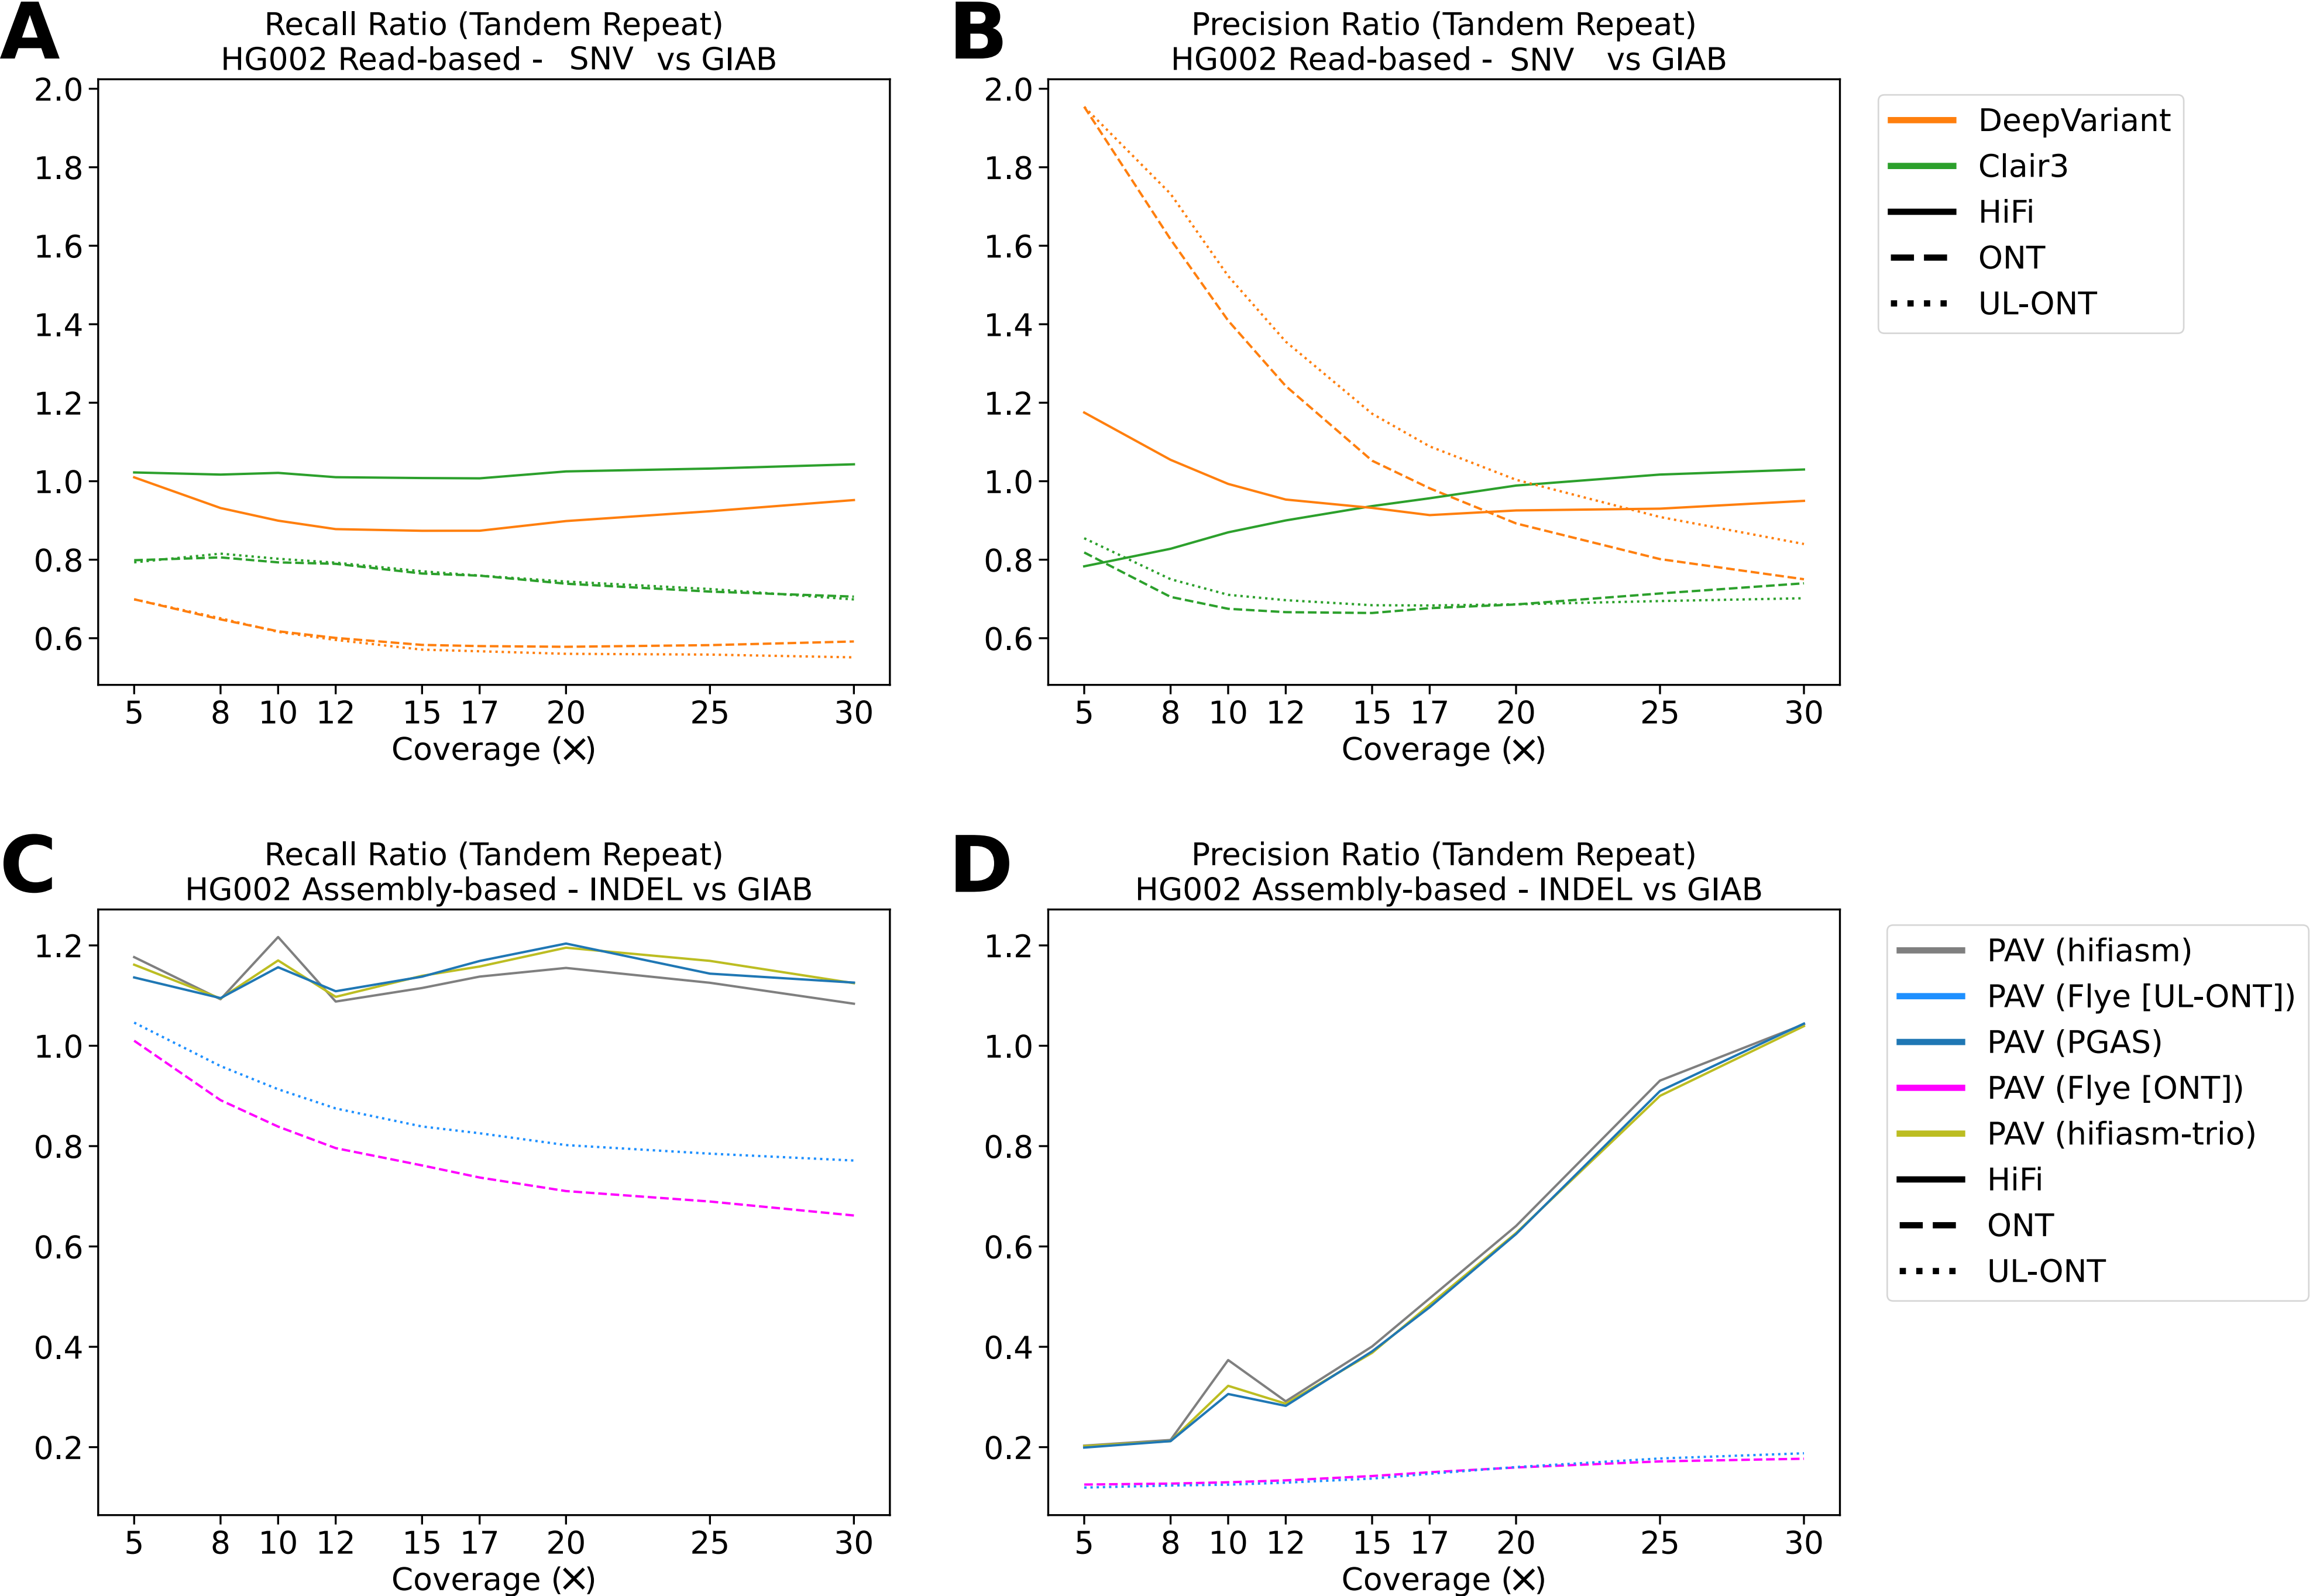 A
Recall Ratio (Tandem Repeat)
HG002 Read-based - SNV vs GIAB
2.0
1.8
1.6
1.4
1.2
1.0
0.8
0.6
5 8 10 12 15 17 20 25 30
Coverage (×)
B
Precision Ratio (Tandem Repeat)
HG002 Read-based - SNV vs GIAB
2.0
1.8
1.6
1.4
1.2
1.0
0.8
0.6
5 8 10 12 15 17 20 25 30
Coverage (×)
DeepVariant
Clair3
HiFi
ONT
UL-ONT
C
Recall Ratio (Tandem Repeat)
HG002 Assembly-based - INDEL vs GIAB
1.2
1.0
0.8
0.6
0.4
0.2
5 8 10 12 15 17 20 25 30
Coverage (×)
D
Precision Ratio (Tandem Repeat)
HG002 Assembly-based - INDEL vs GIAB
1.2
1.0
0.8
0.6
0.4
0.2
5 8 10 12 15 17 20 25 30
Coverage (×)
PAV (hifiasm)
PAV (Flye [UL-ONT])
PAV (PGAS)
PAV (Flye [ONT])
PAV (hifiasm-trio)
HiFi
ONT
UL-ONT